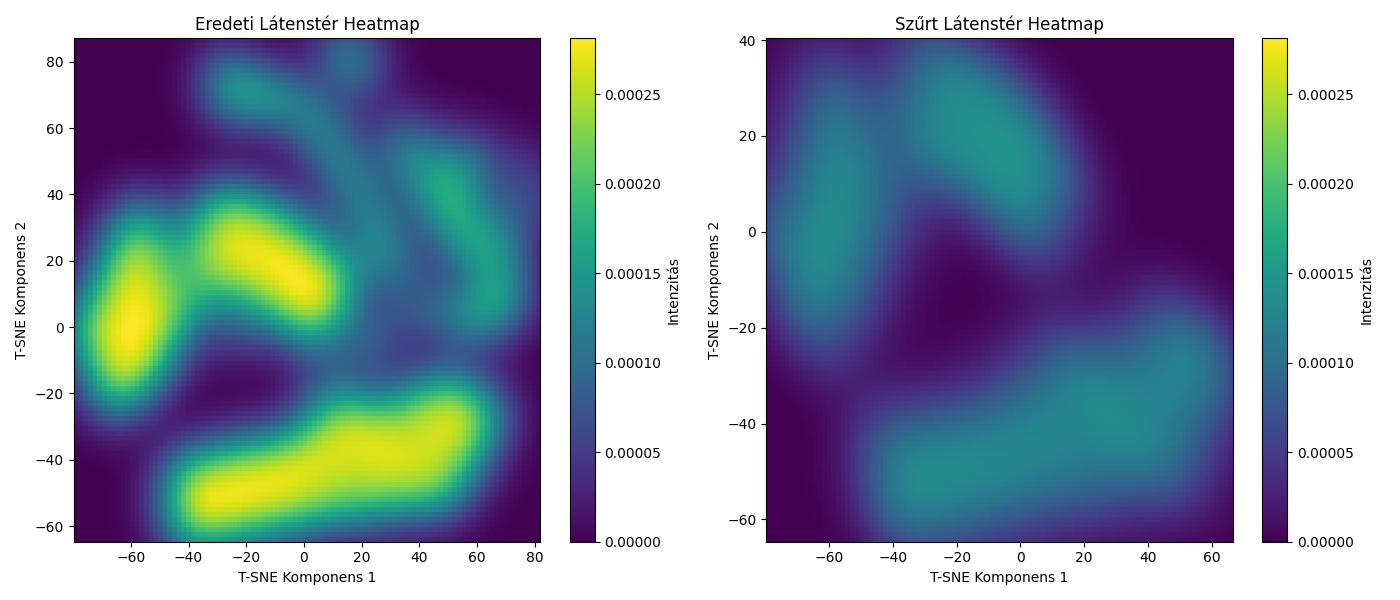 Eredeti Látenstér Heatmap
80
60
40
20
0
−20
−40
−60
T-SNE Komponens 2
−60 −40 −20 0 20 40 60 80
T-SNE Komponens 1
0.00025
0.00020
0.00015
0.00010
0.00005
0.00000
Intenzitás
Szűrt Látenstér Heatmap
40
20
0
−20
−40
−60
T-SNE Komponens 2
−60 −40 −20 0 20 40 60
T-SNE Komponens 1
0.00025
0.00020
0.00015
0.00010
0.00005
0.00000
Intenzitás